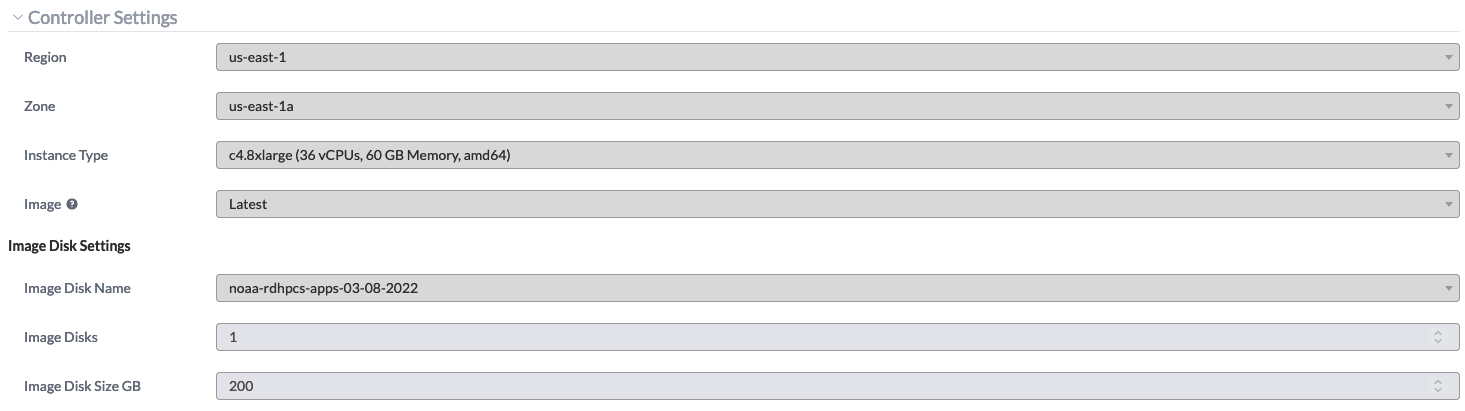 Controller Settings
Region us-east-1
Zone us-east-1a
Instance Type c4.8xlarge (36 vCPUs, 60 GB Memory, amd64)
Image ? Latest
Image Disk Settings
Image Disk Name noaa-rdhpcs-apps-03-08-2022
Image Disks 1
Image Disk Size GB 200